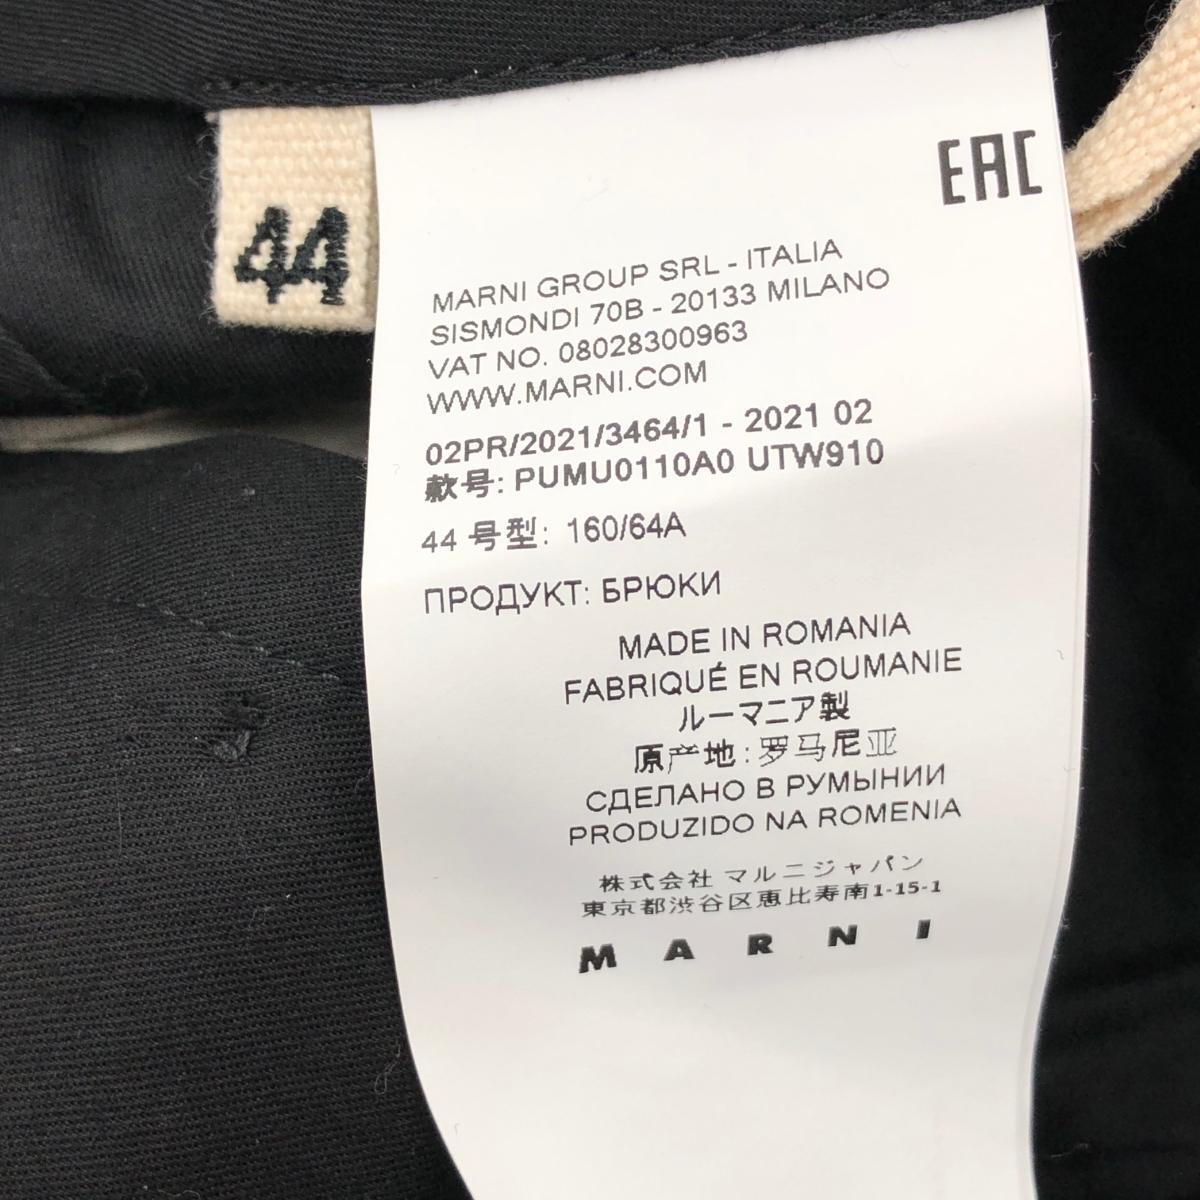 EAC
44
MARNI GROUP SRL - ITALIA
SISMONDI 70B - 20133 MILANO
VAT NO. 08028300963
WWW.MARNI.COM
02PR/2021/3464/1 - 2021 02
款号: PUMU0110A0 UTW910
44 号型: 160/64A
ПРОДУКТ: БРЮКИ
MADE IN ROMANIA
FABRIQUÉ EN ROUMANIE
ルーマニア製
原产地: 罗马尼亚
СДЕЛАНО В РУМЫНИИ
PRODUZIDO NA ROMENIA
株式会社 マルニジャパン
東京都渋谷区恵比寿南1-15-1
MARNI